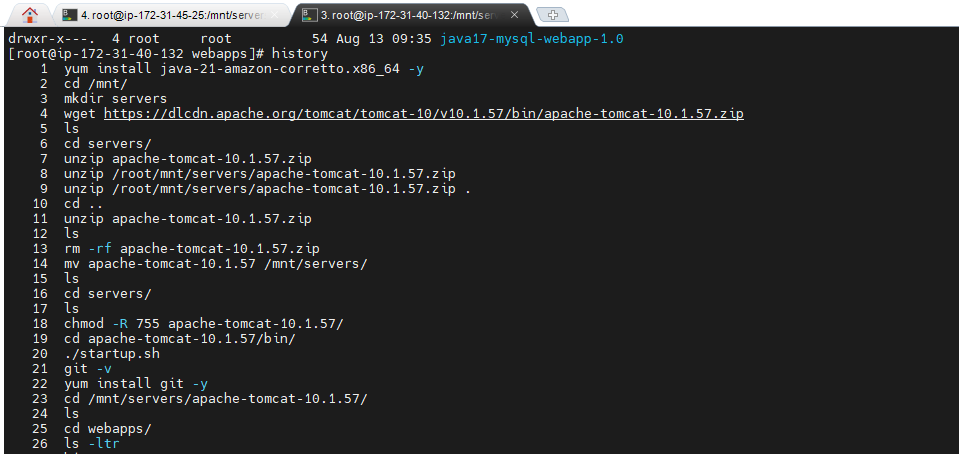 4. root@ip-172-31-45-25:/mnt/server
3. root@ip-172-31-40-132:/mnt/serv
drwxr-x---. 4 root root 54 Aug 13 09:35 java17-mysql-webapp-1.0
[root@ip-172-31-40-132 webapps]# history
1 yum install java-21-amazon-corretto.x86_64 -y
2 cd /mnt/
3 mkdir servers
4 wget https://dlcdn.apache.org/tomcat/tomcat-10/v10.1.57/bin/apache-tomcat-10.1.57.zip
5 ls
6 cd servers/
7 unzip apache-tomcat-10.1.57.zip
8 unzip /root/mnt/servers/apache-tomcat-10.1.57.zip
9 unzip /root/mnt/servers/apache-tomcat-10.1.57.zip .
10 cd ..
11 unzip apache-tomcat-10.1.57.zip
12 ls
13 rm -rf apache-tomcat-10.1.57.zip
14 mv apache-tomcat-10.1.57 /mnt/servers/
15 ls
16 cd servers/
17 ls
18 chmod -R 755 apache-tomcat-10.1.57/
19 cd apache-tomcat-10.1.57/bin/
20 ./startup.sh
21 git -v
22 yum install git -y
23 cd /mnt/servers/apache-tomcat-10.1.57/
24 ls
25 cd webapps/
26 ls -ltr